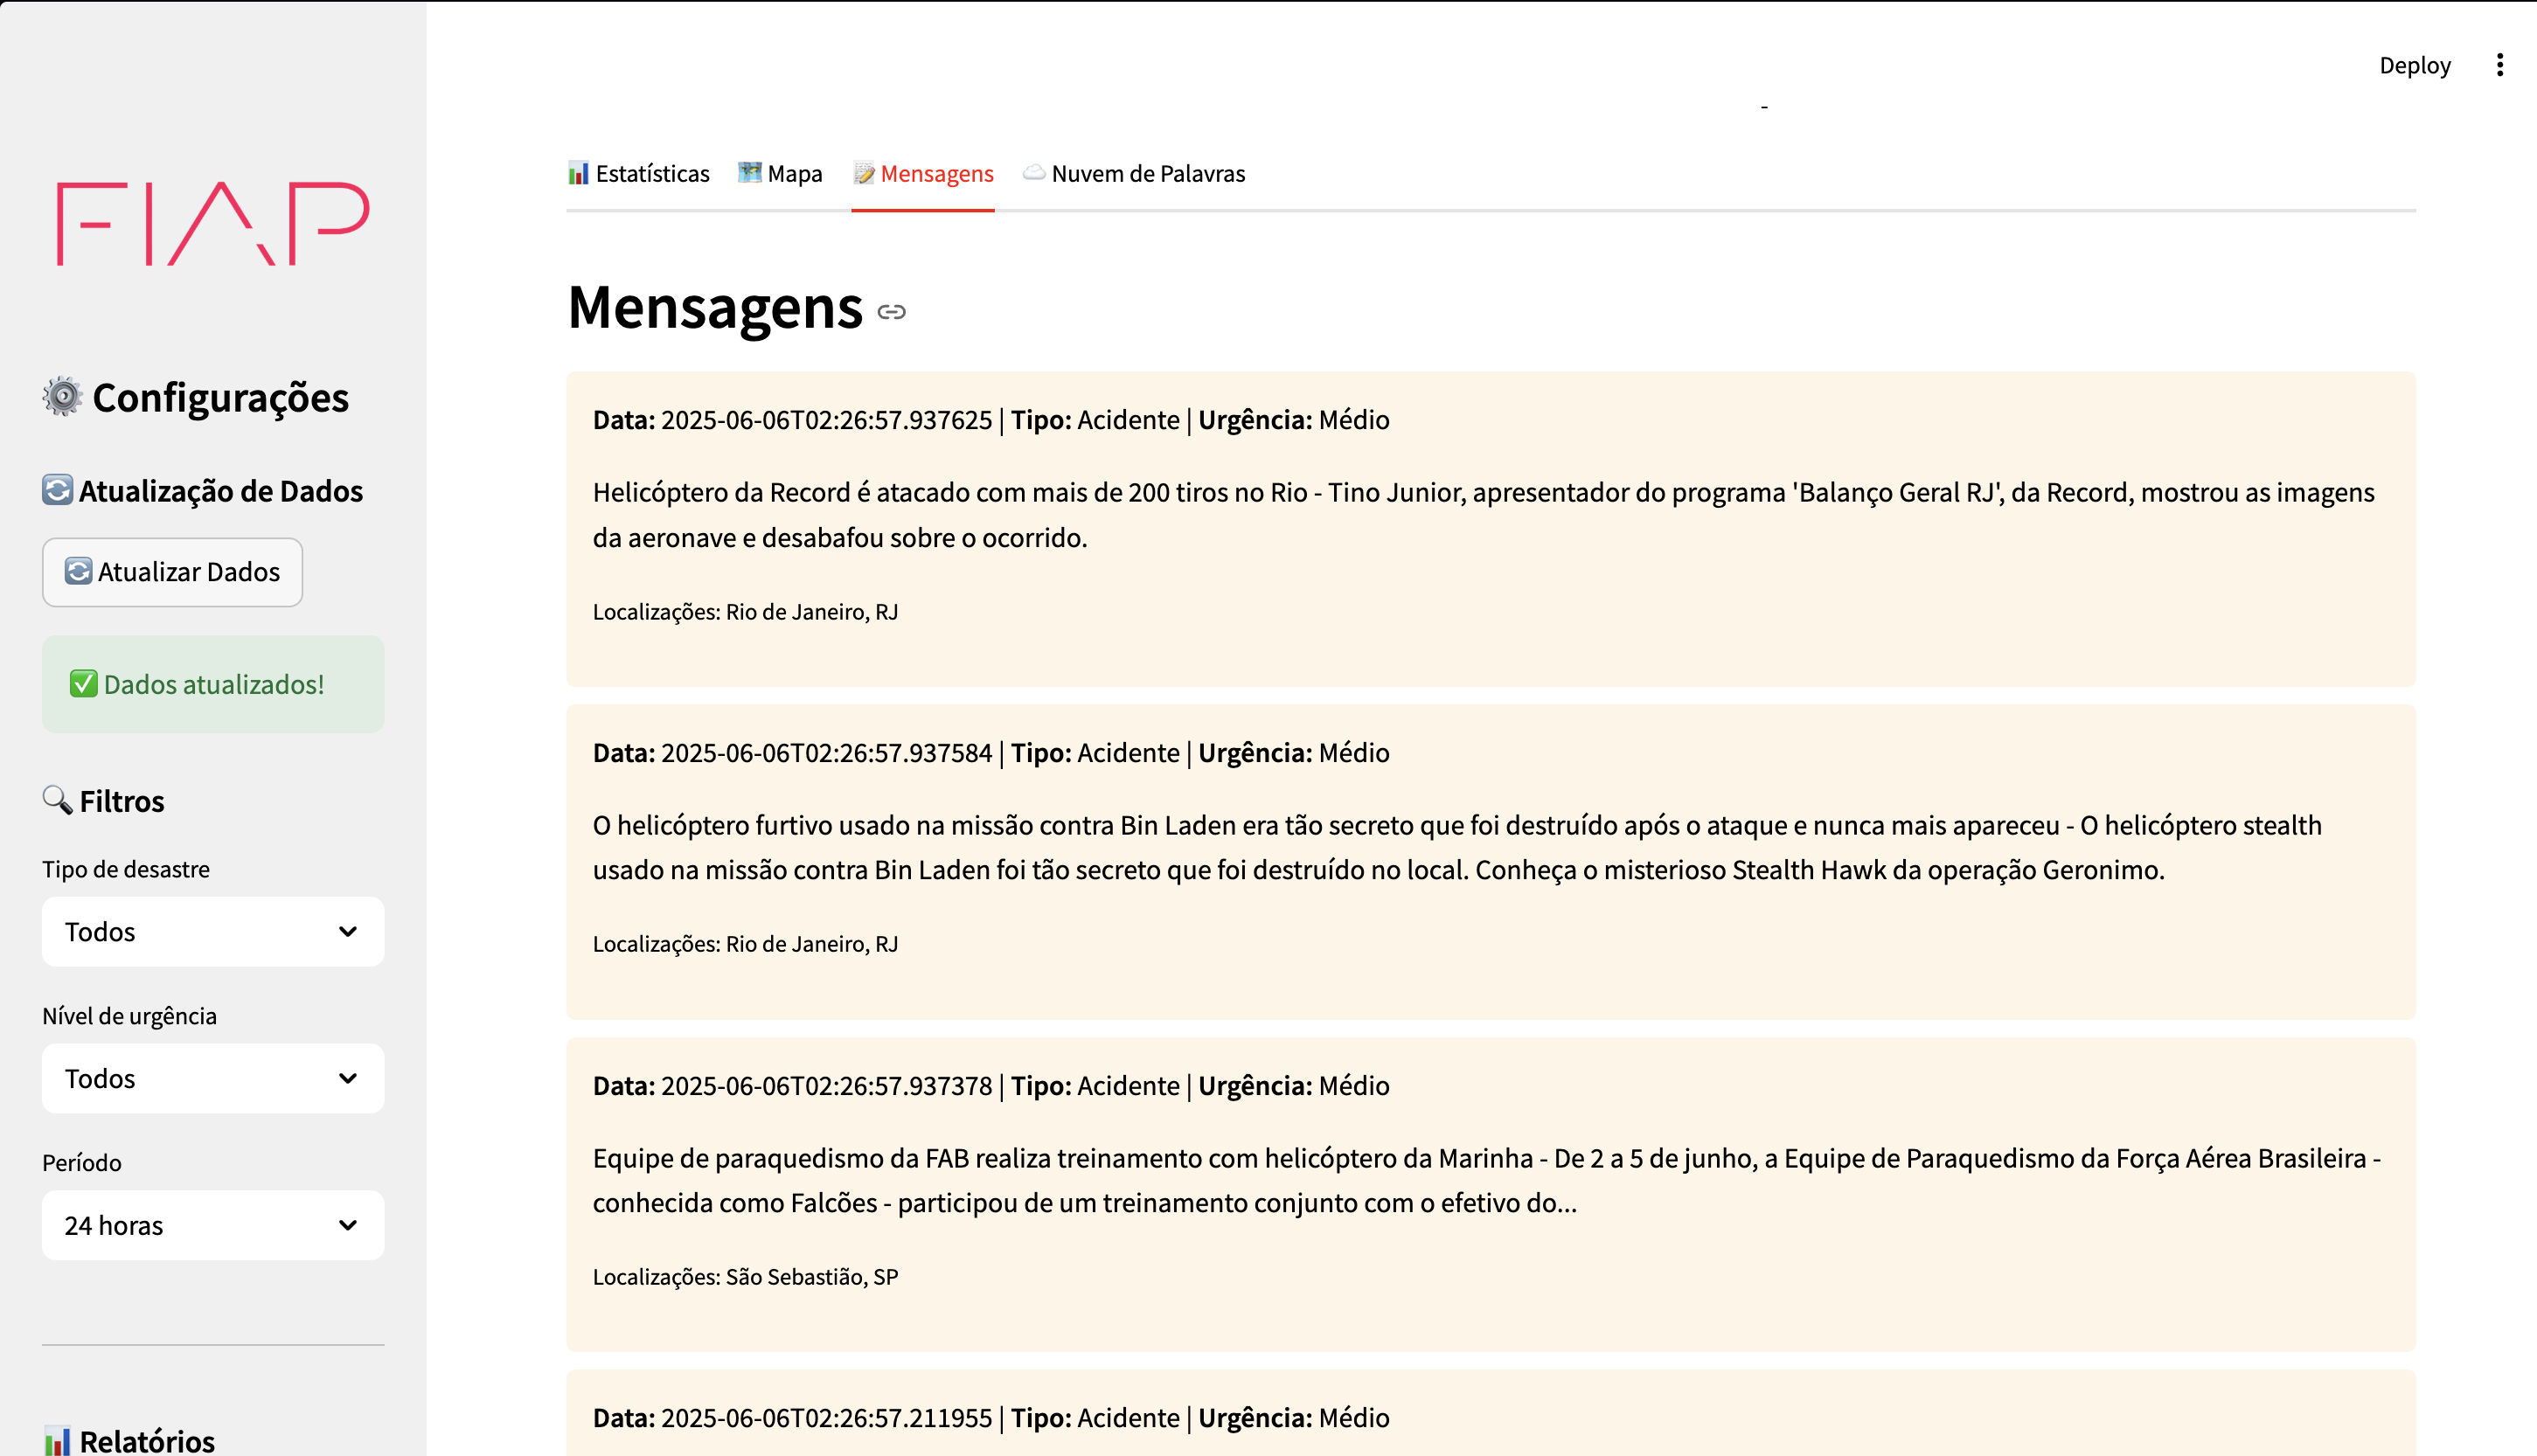 FIAP
⚙️ Configurações
🔄 Atualização de Dados
🔄 Atualizar Dados
✅ Dados atualizados!
🔍 Filtros
Tipo de desastre
Todos
Nível de urgência
Todos
Período
24 horas
📊 Relatórios
Deploy
-
📊 Estatísticas 🗺️ Mapa 📝 Mensagens ☁️ Nuvem de Palavras
Mensagens
Data: 2025-06-06T02:26:57.937625 | Tipo: Acidente | Urgência: Médio
Helicóptero da Record é atacado com mais de 200 tiros no Rio - Tino Junior, apresentador do programa 'Balanço Geral RJ', da Record, mostrou as imagens
da aeronave e desabafou sobre o ocorrido.
Localizações: Rio de Janeiro, RJ
Data: 2025-06-06T02:26:57.937584 | Tipo: Acidente | Urgência: Médio
O helicóptero furtivo usado na missão contra Bin Laden era tão secreto que foi destruído após o ataque e nunca mais apareceu - O helicóptero stealth
usado na missão contra Bin Laden foi tão secreto que foi destruído no local. Conheça o misterioso Stealth Hawk da operação Geronimo.
Localizações: Rio de Janeiro, RJ
Data: 2025-06-06T02:26:57.937378 | Tipo: Acidente | Urgência: Médio
Equipe de paraquedismo da FAB realiza treinamento com helicóptero da Marinha - De 2 a 5 de junho, a Equipe de Paraquedismo da Força Aérea Brasileira -
conhecida como Falcões - participou de um treinamento conjunto com o efetivo do...
Localizações: São Sebastião, SP
Data: 2025-06-06T02:26:57.211955 | Tipo: Acidente | Urgência: Médio